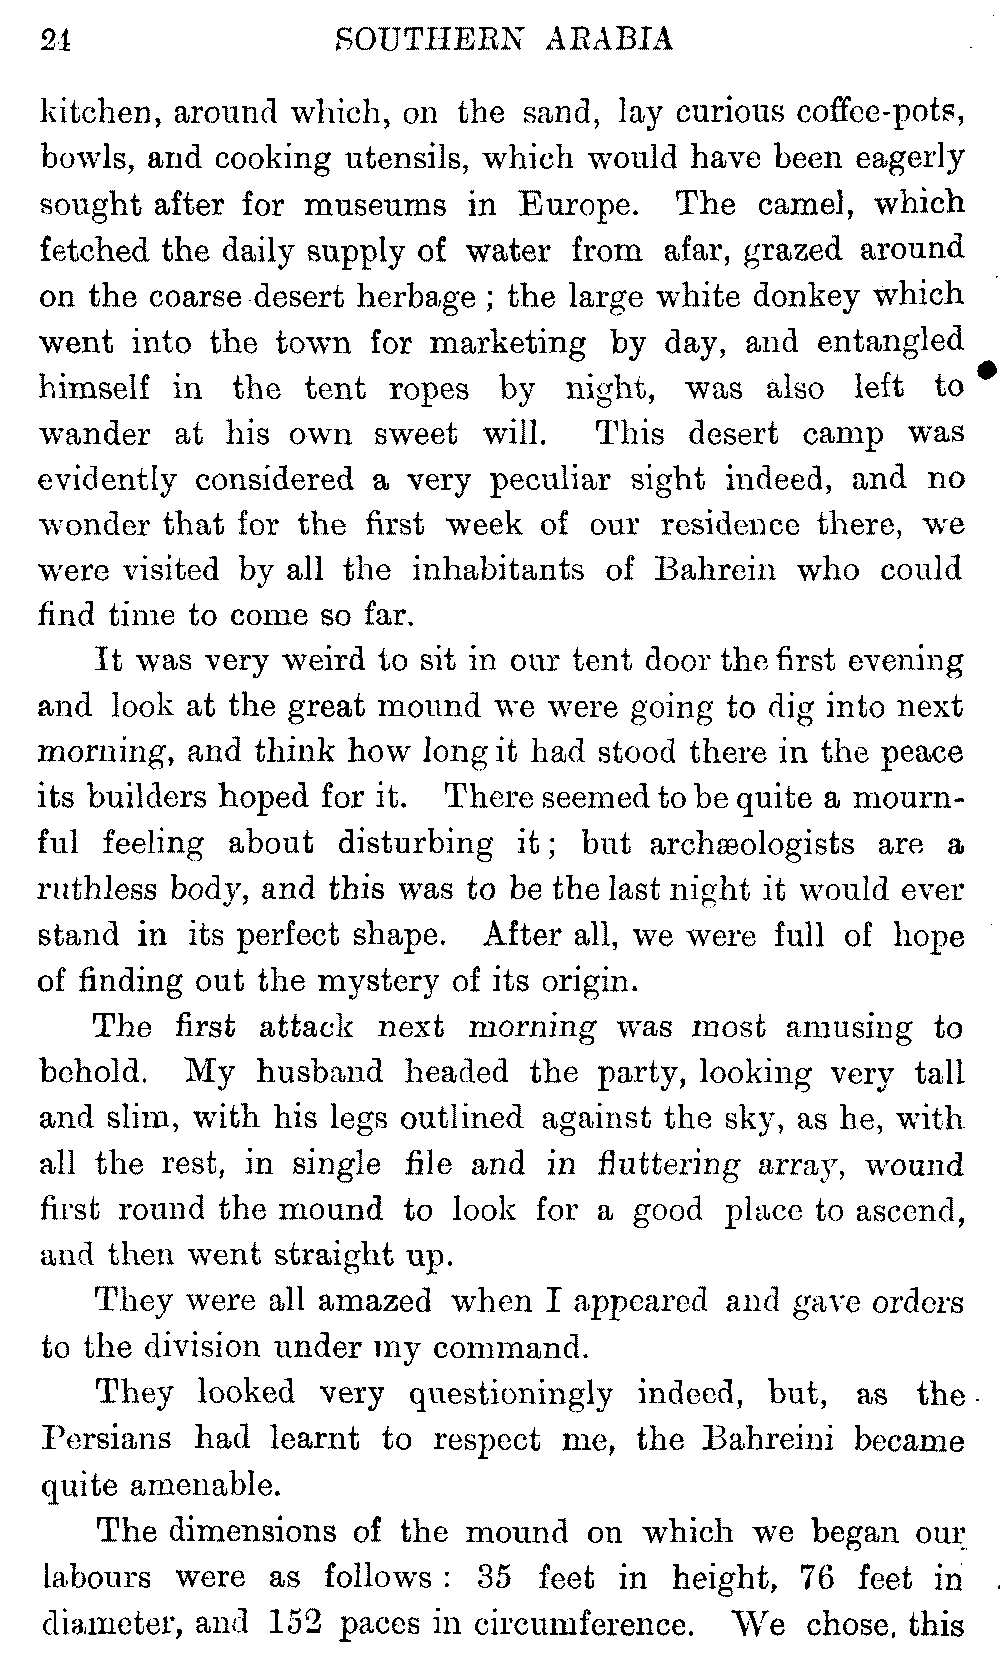 24 SOUTHERN ARABIA
kitchen, around which, on the sand, lay curious coffee-pots,
bowls, and cooking utensils, which would have been eagerly
sought after for museums in Europe. The camel, which
fetched the daily supply of water from afar, grazed around
on the coarse desert herbage ; the large white donkey which
went into the town for marketing by day, and entangled
himself in the tent ropes by night, was also left to
wander at his own sweet will. This desert camp was
evidently considered a very peculiar sight indeed, and no
wonder that for the first week of our residence there, we
were visited by all the inhabitants of Bahrein who could
find time to come so far.
It was very weird to sit in our tent door the first evening
and look at the great mound we were going to dig into next
morning, and think how long it had stood there in the peace
its builders hoped for it. There seemed to be quite a mourn-
ful feeling about disturbing it ; but archæologists are a
ruthless body, and this was to be the last night it would ever
stand in its perfect shape. After all, we were full of hope
of finding out the mystery of its origin.
The first attack next morning was most amusing to
behold. My husband headed the party, looking very tall
and slim, with his legs outlined against the sky, as he, with
all the rest, in single file and in fluttering array, wound
first round the mound to look for a good place to ascend,
and then went straight up.
They were all amazed when I appeared and gave orders
to the division under my command.
They looked very questioningly indeed, but, as the
Persians had learnt to respect me, the Bahreini became
quite amenable.
The dimensions of the mound on which we began our
labours were as follows : 35 feet in height, 76 feet in
diameter, and 152 paces in circumference. We chose, this